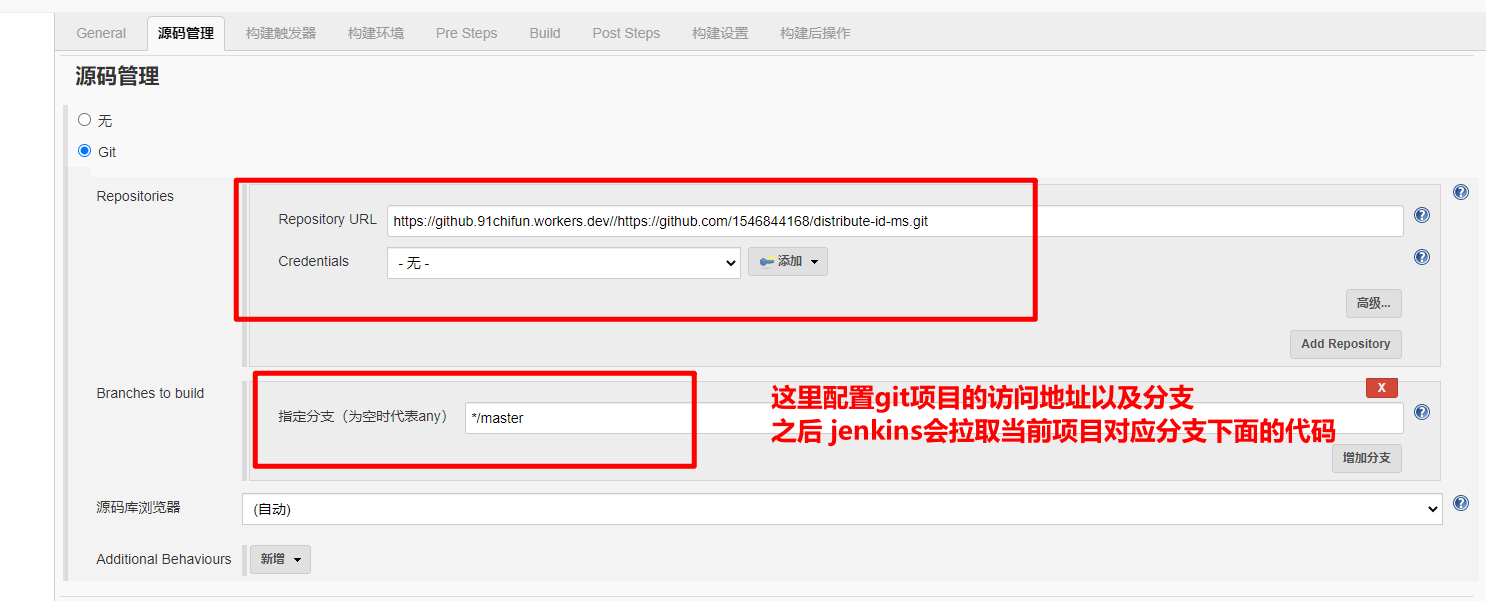 General 源码管理 构建触发器 构建环境 Pre Steps Build Post Steps 构建设置 构建后操作
源码管理
无
Git
Repositories
Repository URL https://github.91chifun.workers.dev//https://github.com/1546844168/distribute-id-ms.git
Credentials - 无 - 添加
高级...
Add Repository
Branches to build
X
指定分支（为空时代表any） */master
这里配置git项目的访问地址以及分支
之后 jenkins会拉取当前项目对应分支下面的代码
增加分支
源码库浏览器 (自动)
Additional Behaviours 新增